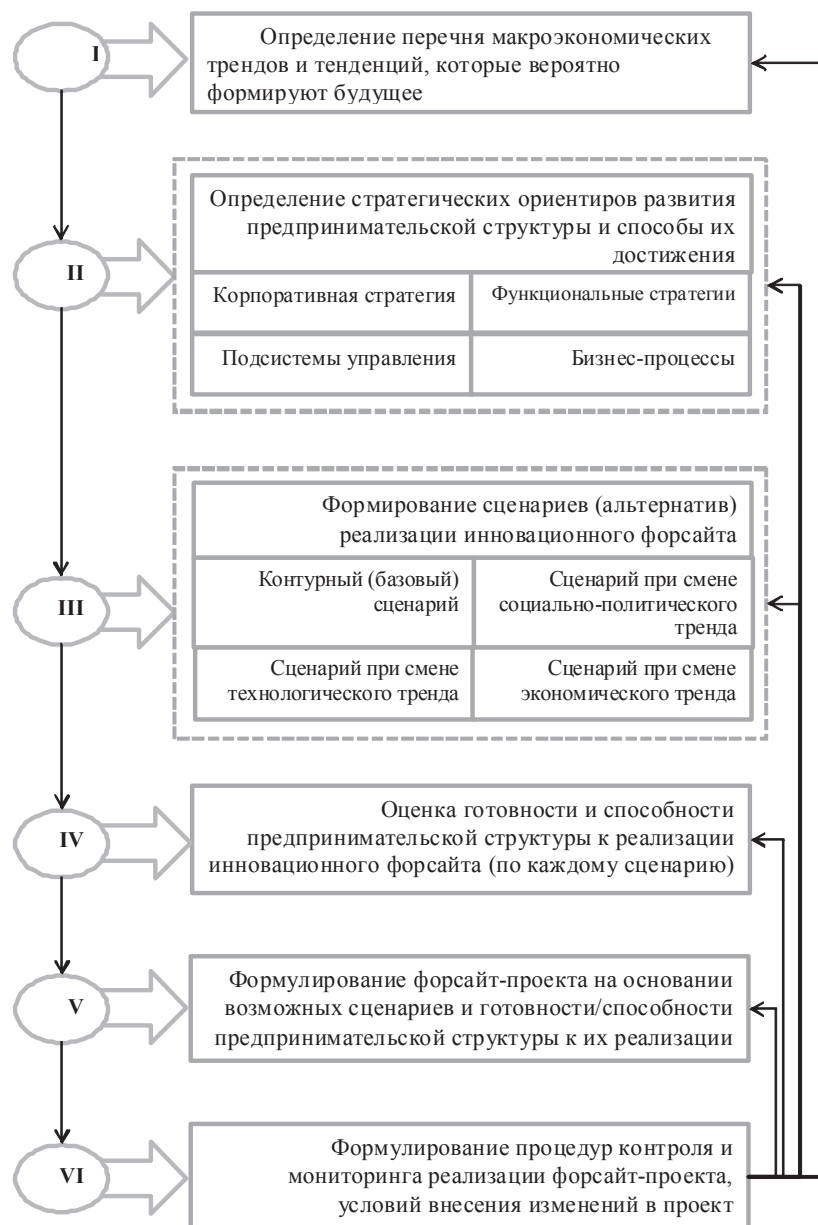 I
Определение перечня макроэкономических
трендов и тенденций, которые вероятно
формируют будущее
II
Определение стратегических ориентиров развития
предпринимательской структуры и способы их
достижения
Корпоративная стратегия
Функциональные стратегии
Подсистемы управления
Бизнес-процессы
III
Формирование сценариев (альтернатив)
реализации инновационного форсайта
Контурный (базовый)
сценарий
Сценарий при смене
социально-политического
тренда
Сценарий при смене
технологического тренда
Сценарий при смене
экономического тренда
IV
Оценка готовности и способности
предпринимательской структуры к реализации
инновационного форсайта (по каждому сценарию)
V
Формулирование форсайт-проекта на основании
возможных сценариев и готовности/способности
предпринимательской структуры к их реализации
VI
Формулирование процедур контроля и
мониторинга реализации форсайт-проекта,
условий внесения изменений в проект